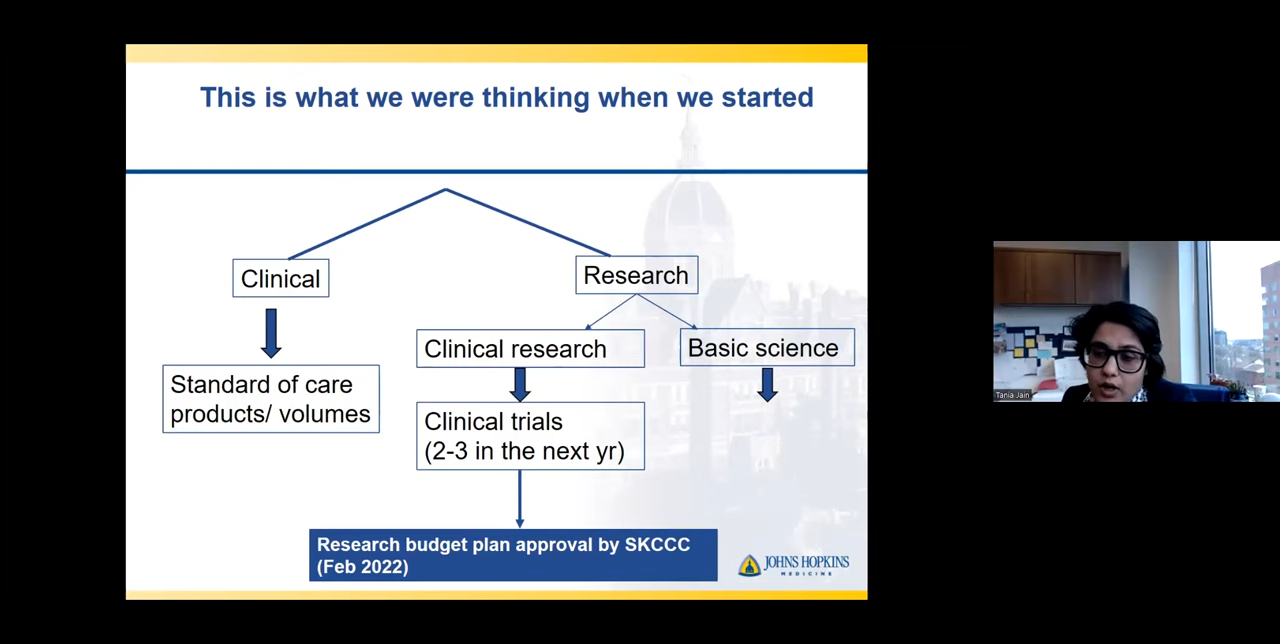 This is what we were thinking when we started
Clinical
Research
Clinical research
Basic science
Standard of care
products/ volumes
Clinical trials
(2-3 in the next yr)
Research budget plan approval by SKCCC
(Feb 2022)
JOHNS HOPKINS
MEDICINE
Tania Jain